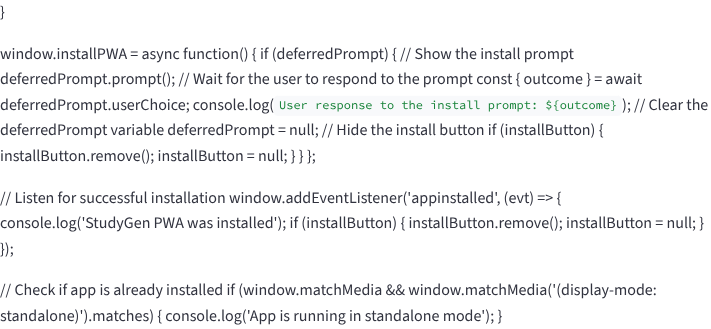 }
window.installPWA = async function() { if (deferredPrompt) { // Show the install prompt
deferredPrompt.prompt(); // Wait for the user to respond to the prompt const { outcome } = await
deferredPrompt.userChoice; console.log( User response to the install prompt: ${outcome} ); // Clear the
deferredPrompt variable deferredPrompt = null; // Hide the install button if (installButton) {
installButton.remove(); installButton = null; } } };
// Listen for successful installation window.addEventListener('appinstalled', (evt) => {
console.log('StudyGen PWA was installed'); if (installButton) { installButton.remove(); installButton = null; }
});
// Check if app is already installed if (window.matchMedia && window.matchMedia('(display-mode:
standalone)').matches) { console.log('App is running in standalone mode'); }